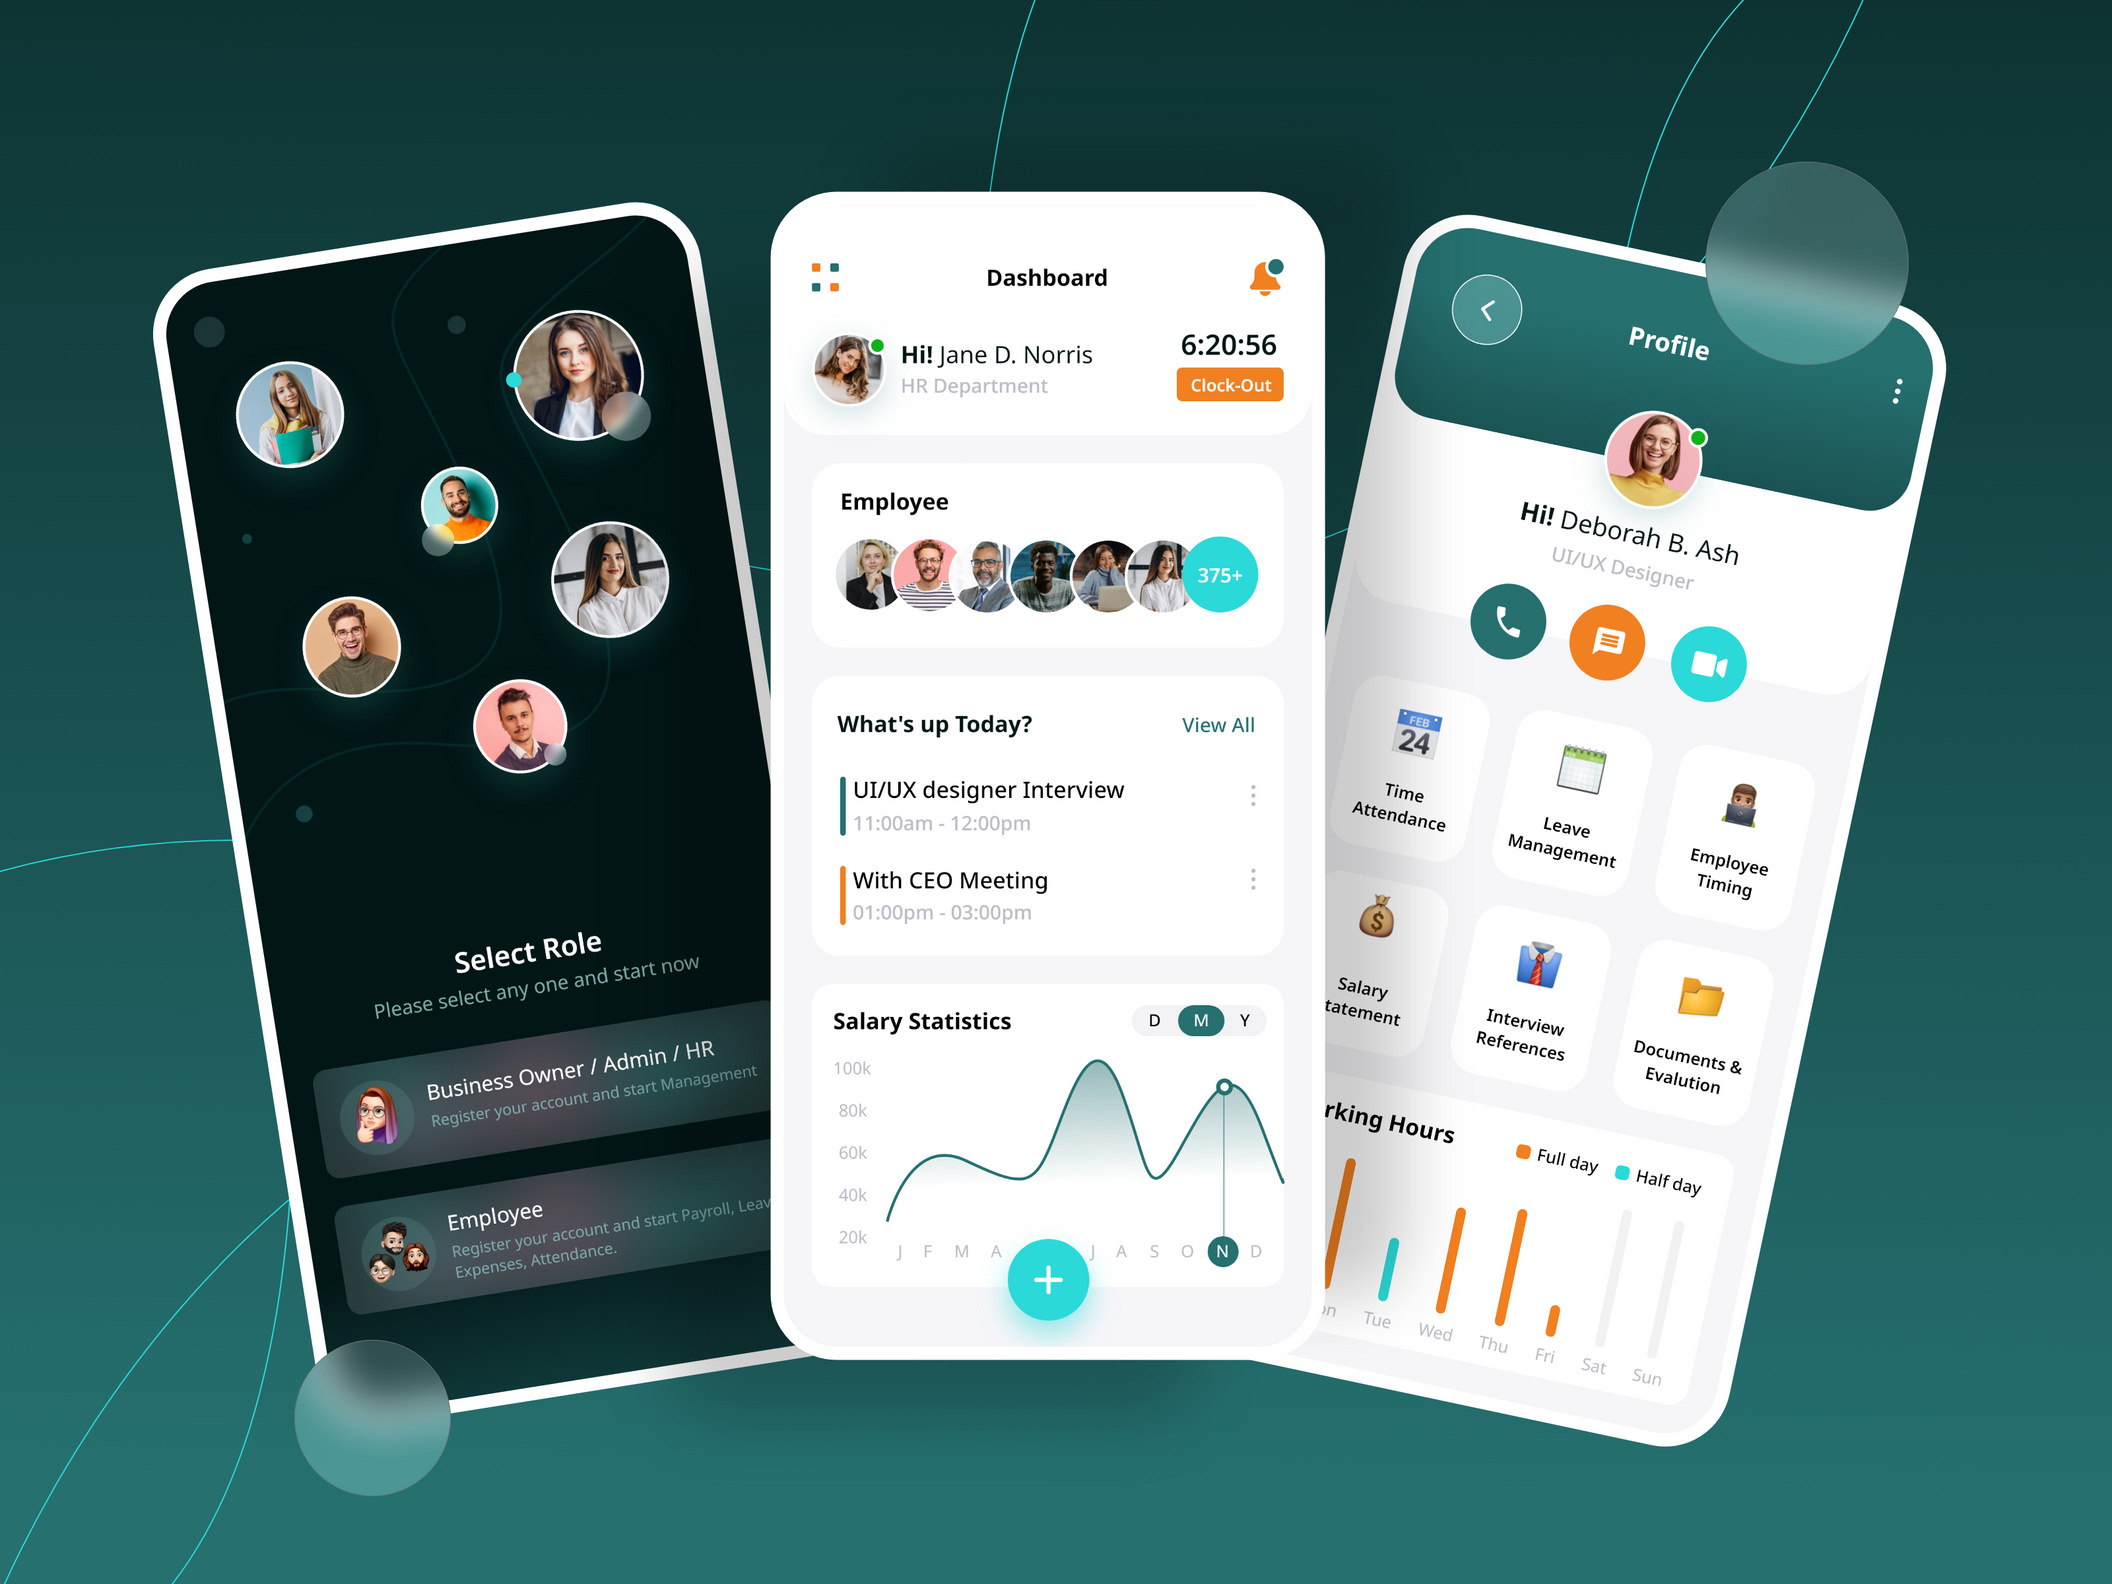 Select Role
Please select any one and start now
Business Owner / Admin / HR
Register your account and start Management
Employee
Register your account and start Payroll,
Expenses, Attendance.
Dashboard
Hi! Jane D. Norris
HR Department
6:20:56
Clock-Out
Employee
375+
What's up Today?
View All
UI/UX designer Interview
11:00am - 12:00pm
With CEO Meeting
01:00pm - 03:00pm
Salary Statistics
D M Y
100k
80k
60k
40k
20k
J F M A J A S O N D
Profile
Hi! Deborah B. Ash
UI/UX Designer
FEB
24
Time
Attendance
Leave
Management
Employee
Timing
$
Salary
tatement
Interview
References
Documents &
Evalution
rking Hours
Full day
Half day
on Tue Wed Thu Fri Sat Sun